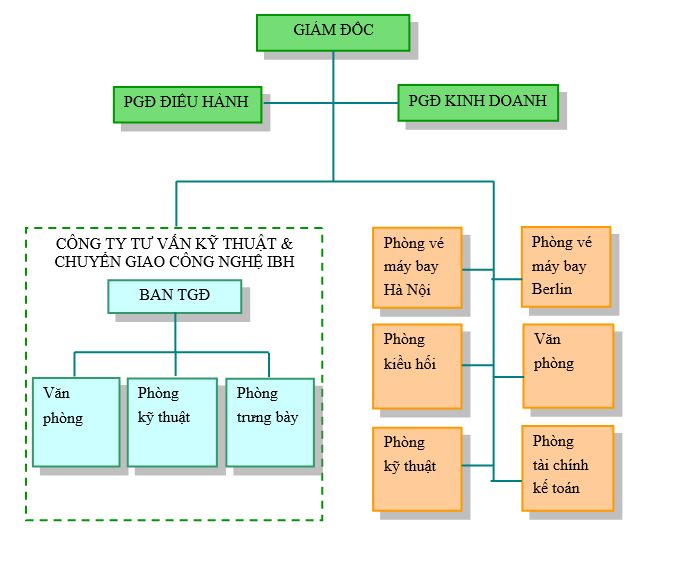 GIÁM ĐỐC
PGĐ ĐIỀU HÀNH
PGĐ KINH DOANH
CÔNG TY TƯ VẤN KỸ THUẬT &
CHUYỂN GIAO CÔNG NGHỆ IBH
BAN TGĐ
Văn
phòng
Phòng
kỹ thuật
Phòng
trưng bày
Phòng vé
máy bay
Hà Nội
Phòng vé
máy bay
Berlin
Phòng
kiều hối
Văn
phòng
Phòng
kỹ thuật
Phòng
tài chính
kế toán